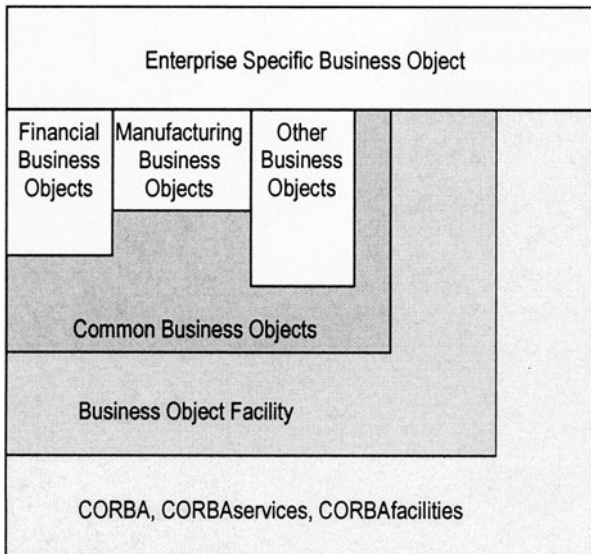 Enterprise Specific Business Object
Financial
Business
Objects
Manufacturing
Business
Objects
Other
Business
Objects
Common Business Objects
Business Object Facility
CORBA, CORBAservices, CORBAfacilities